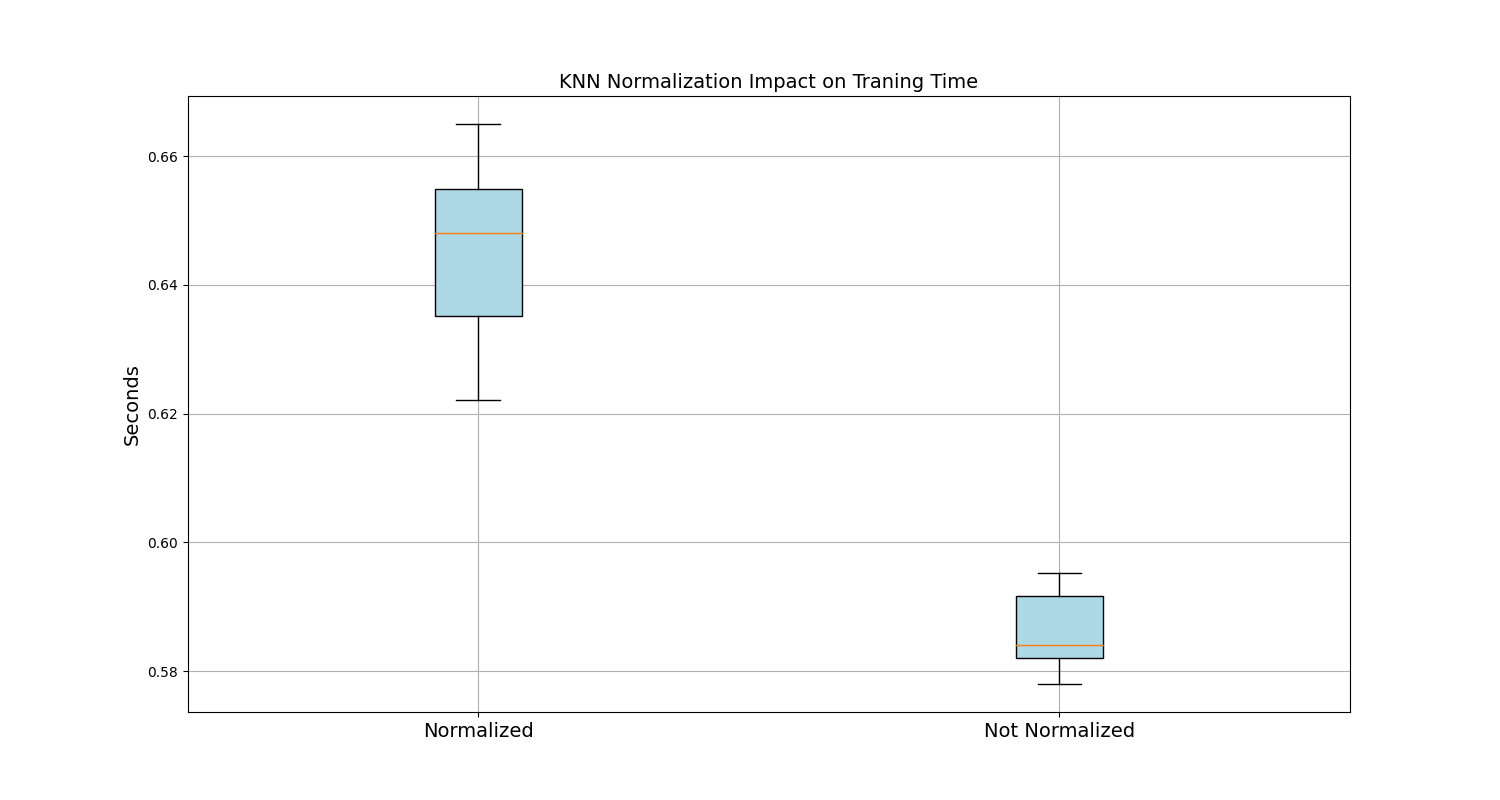 KNN Normalization Impact on Traning Time
Seconds
0.66
0.64
0.62
0.60
0.58
Normalized
Not Normalized